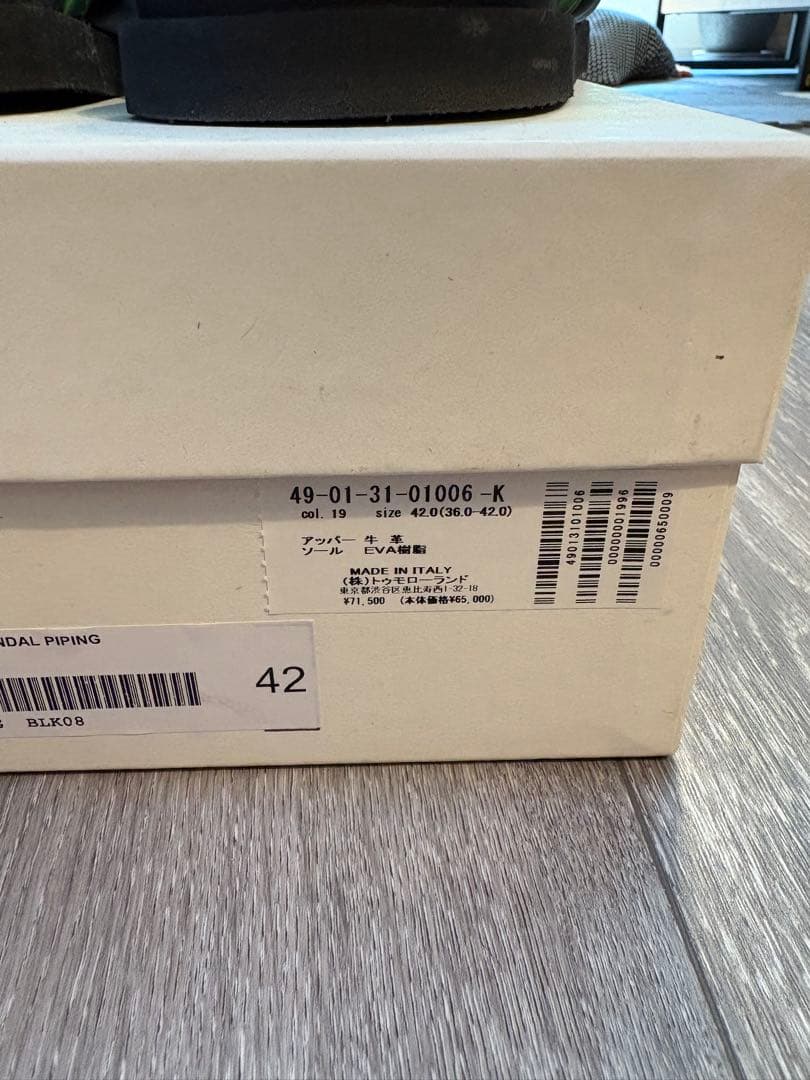 49-01-31-01006-K
col. 19 size 42.0(36.0-42.0)
アッパー 牛 革
ソール EVA樹脂
MADE IN ITALY
(株)トゥモローランド
東京都渋谷区恵比寿西1-32-18
¥71,500 (本体価格¥65,000)
49013101006
00000001996
00000650009
NDAL PIPING
42
BLK08